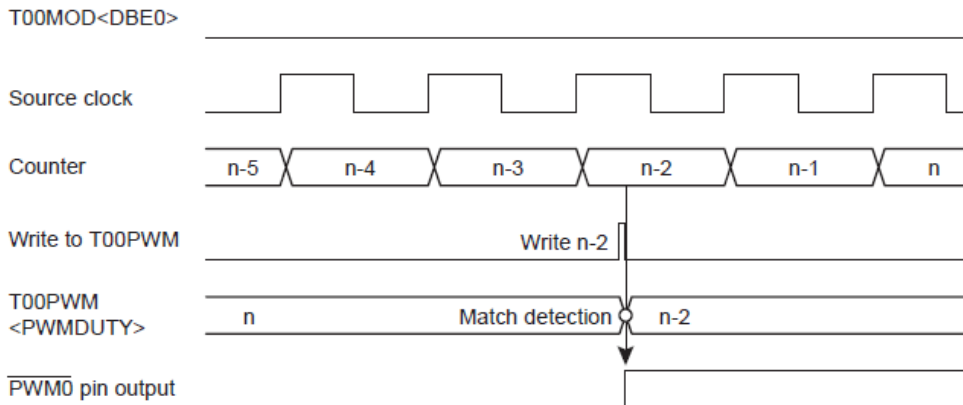 T00MOD<DBE0>
Source clock
Counter n-5 n-4 n-3 n-2 n-1 n
Write to T00PWM Write n-2
T00PWM
<PWMDUTY> n Match detection n-2
PWM0 pin output